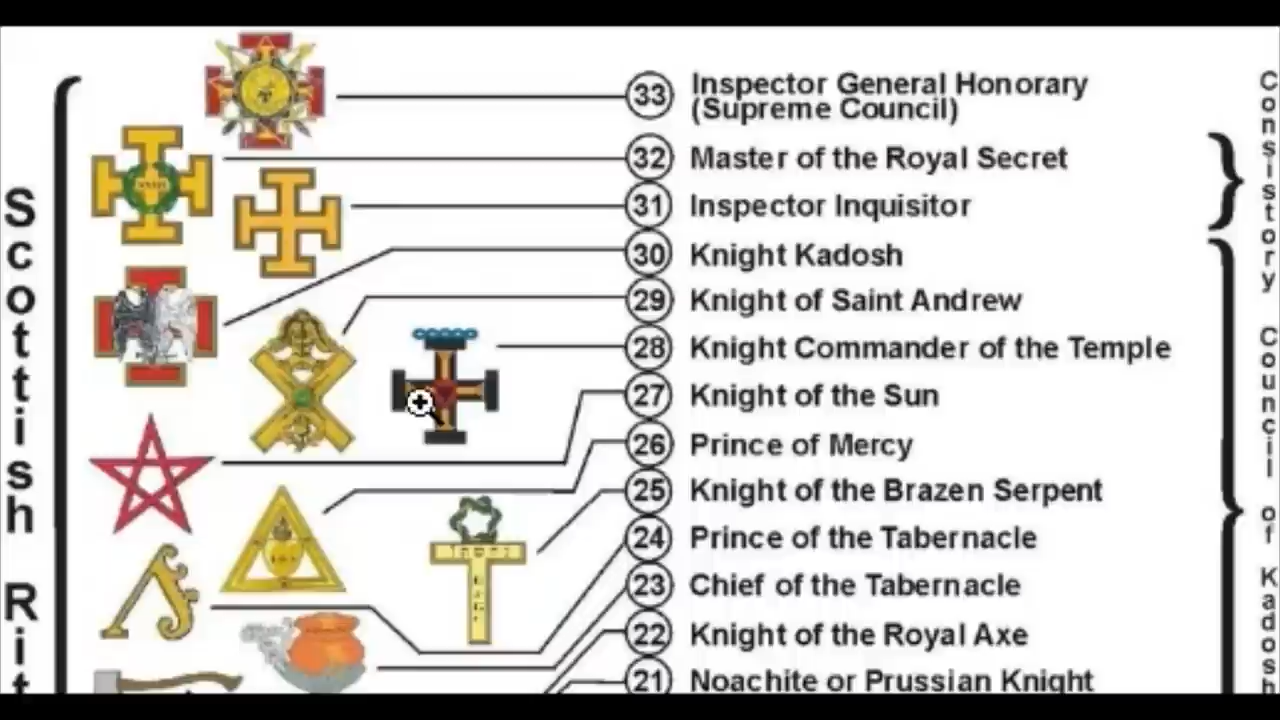 Scottish Rit
33 Inspector General Honorary
(Supreme Council)
32 Master of the Royal Secret
31 Inspector Inquisitor
30 Knight Kadosh
29 Knight of Saint Andrew
28 Knight Commander of the Temple
27 Knight of the Sun
26 Prince of Mercy
25 Knight of the Brazen Serpent
24 Prince of the Tabernacle
23 Chief of the Tabernacle
22 Knight of the Royal Axe
21 Noachite or Prussian Knight
Consistory
Council of Kadosh